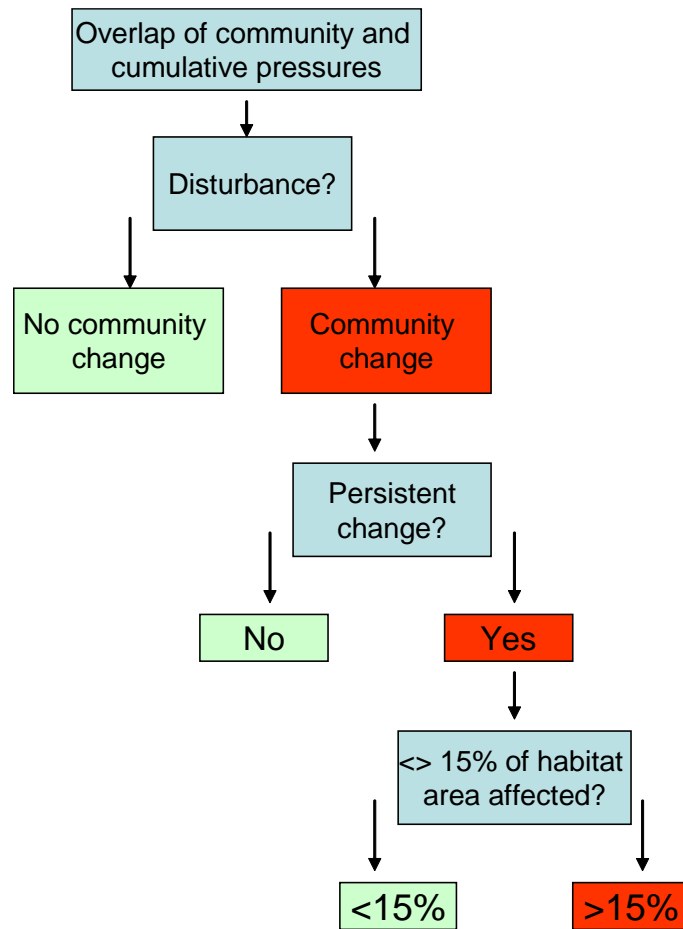 Overlap of community and
cumulative pressures
Disturbance?
No community
change
Community
change
Persistent
change?
No
Yes
<> 15% of habitat
area affected?
<15%
>15%